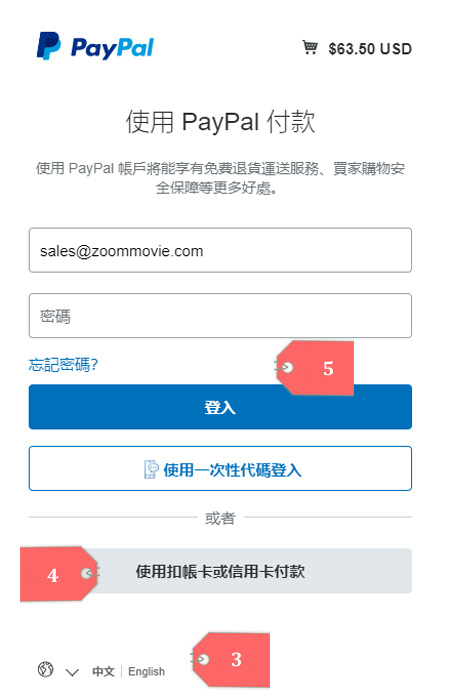 PayPal
$63.50 USD
使用 PayPal 付款
使用 PayPal 帳戶將能享有免費退貨運送服務、買家購物安
全保障等更多好處。
sales@zoommovie.com
密碼
忘記密碼?
5
登入
使用一次性代碼登入
或者
4
使用扣帳卡或信用卡付款
3
中文 English